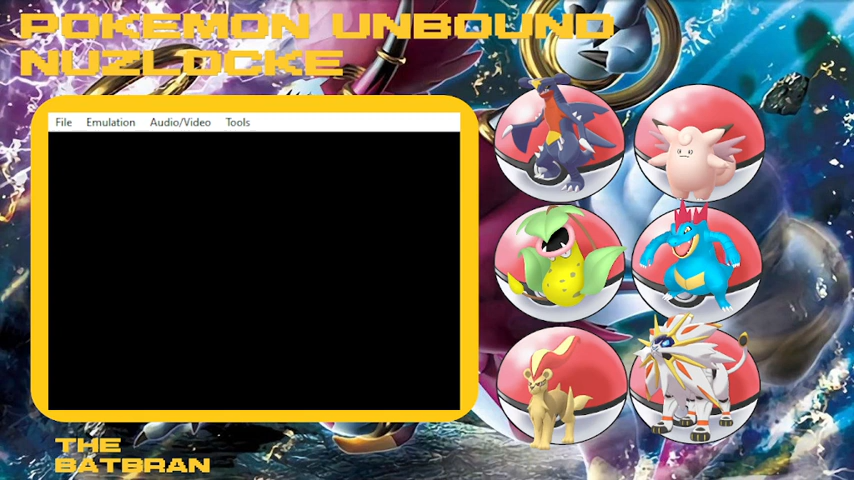 POKEMON UNBOUND
NUZLOCKE
File Emulation Audio/Video Tools
THE
BATBRAN